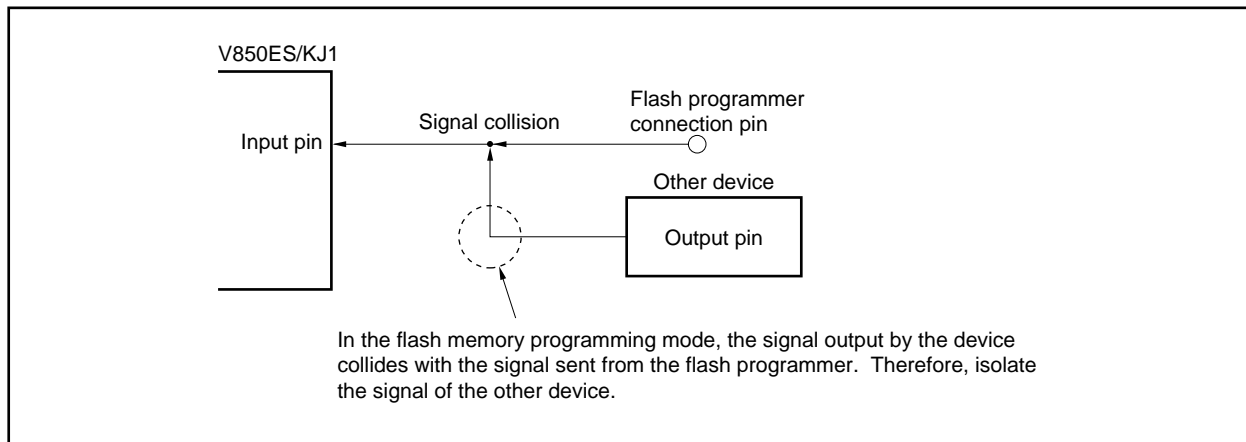 V850ES/KJ1
Flash programmer
connection pin
Signal collision
Input pin
Other device
Output pin
In the flash memory programming mode, the signal output by the device
collides with the signal sent from the flash programmer.  Therefore, isolate
the signal of the other device.